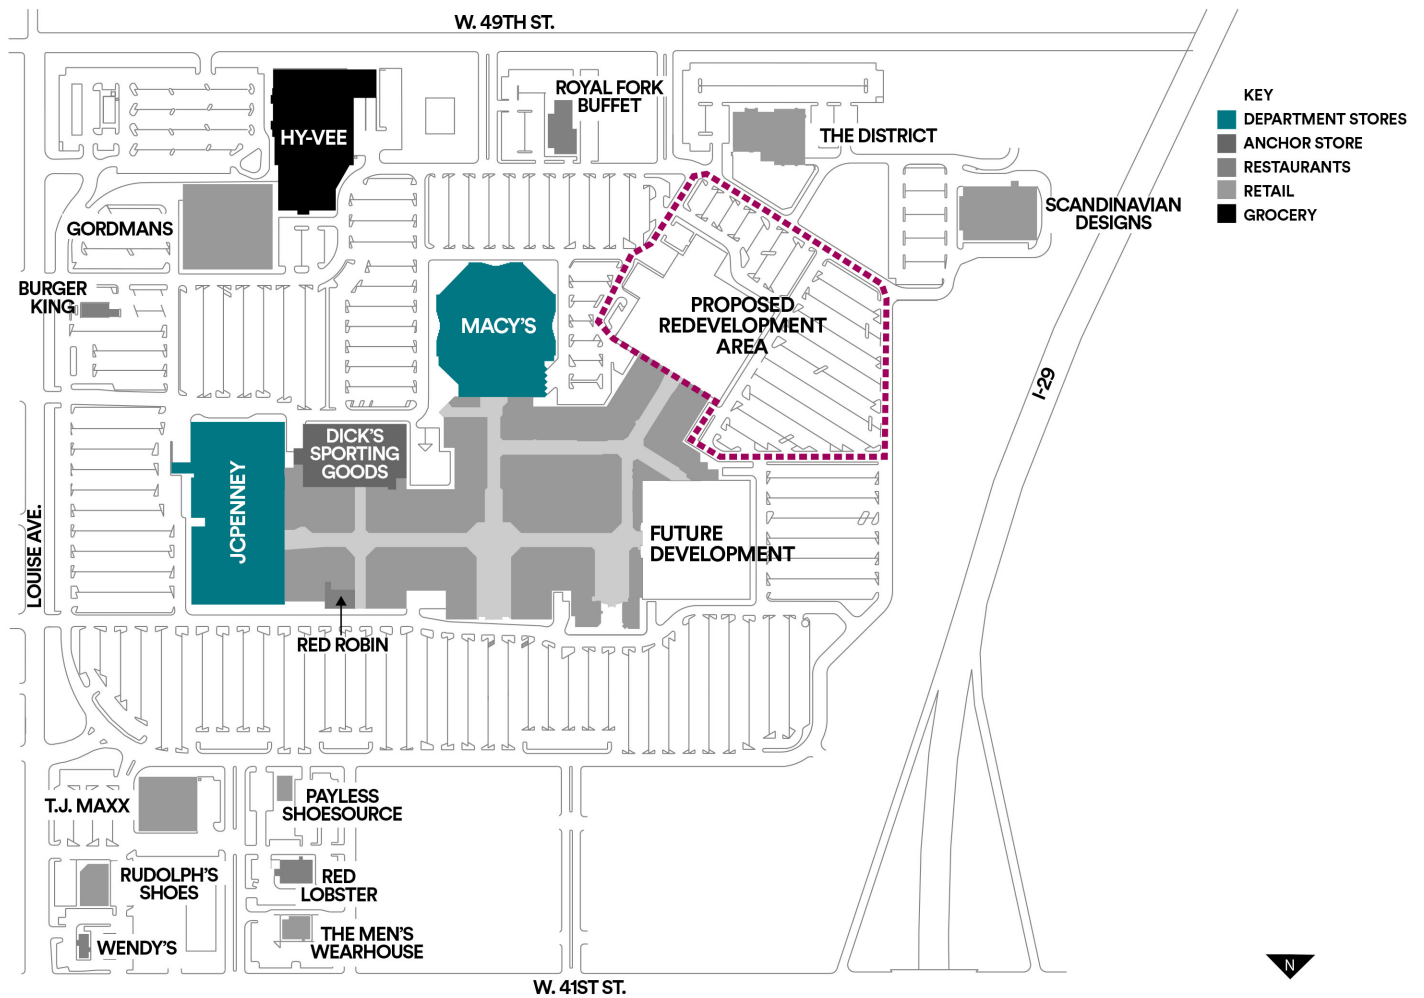 W. 49TH ST.
KEY
DEPARTMENT STORES
ANCHOR STORE
RESTAURANTS
RETAIL
GROCERY
HY-VEE
ROYAL FORK
BUFFET
THE DISTRICT
SCANDINAVIAN
DESIGNS
GORDMANS
BURGER
KING
MACY'S
PROPOSED
REDEVELOPMENT
AREA
I-29
DICK'S
SPORTING
GOODS
JCPENNEY
LOUISE AVE.
FUTURE
DEVELOPMENT
RED ROBIN
T.J. MAXX
PAYLESS
SHOESOURCE
RUDOLPH'S
SHOES
RED
LOBSTER
WENDY'S
THE MEN'S
WEARHOUSE
W. 41ST ST.
N